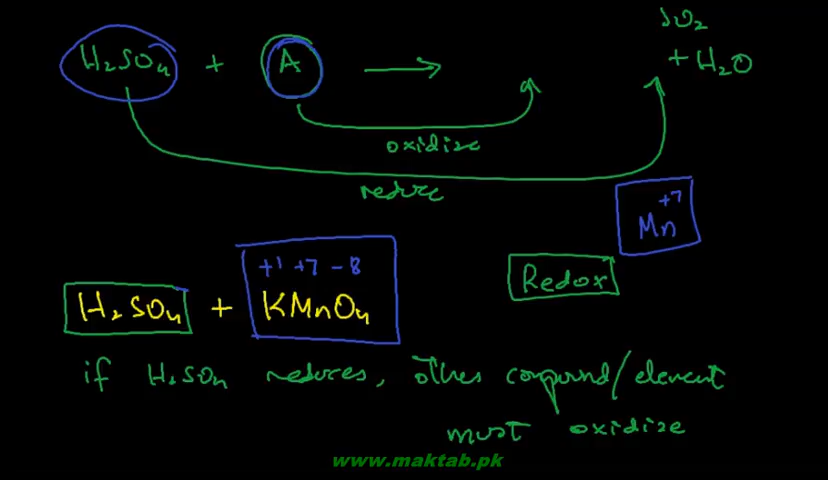 SO₂
H₂SO₄ + A → + H₂O
oxidize
reduce
+7
Mn
Redox
+1 +7 -8
H₂SO₄ + KMnO₄
if H₂SO₄ reduces, other compound/element
must oxidize
www.maktab.pk